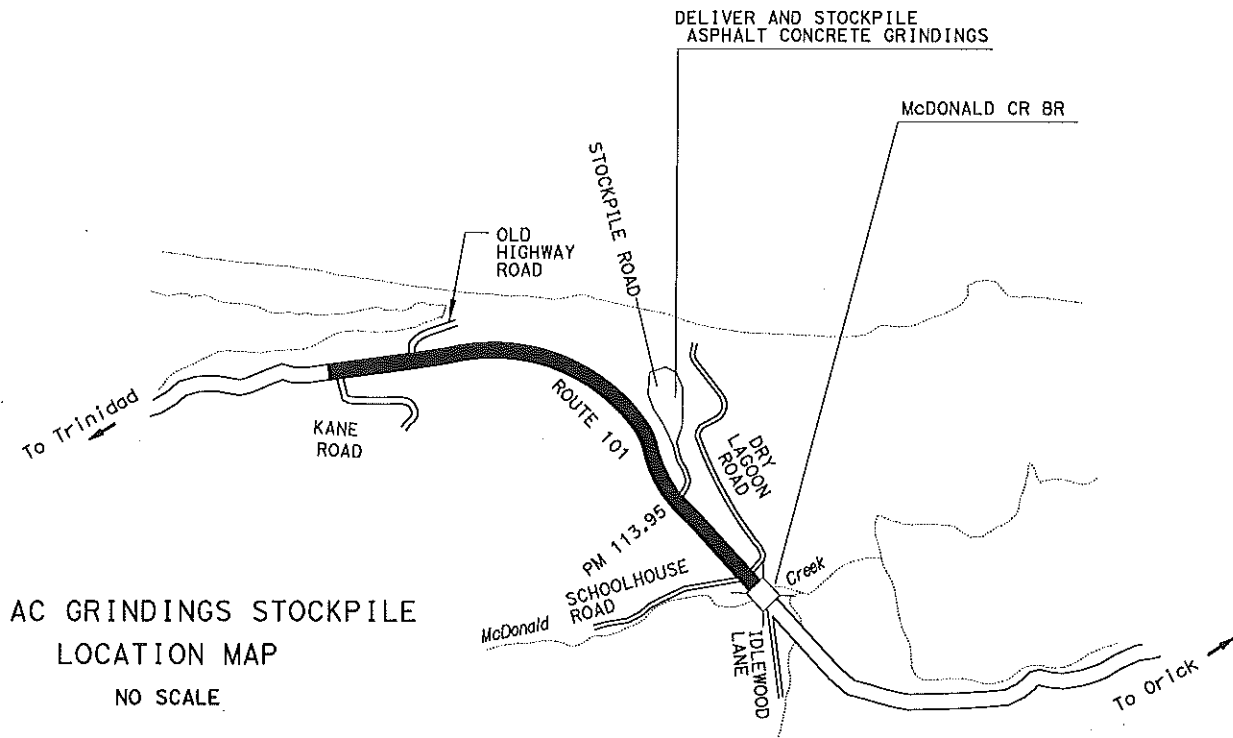 DELIVER AND STOCKPILE
ASPHALT CONCRETE GRINDINGS
McDONALD CR BR
STOCKPILE ROAD
OLD
HIGHWAY
ROAD
To Trinidad
KANE
ROAD
ROUTE 101
DRY
LAGOON
ROAD
PM 113.95
SCHOOLHOUSE
ROAD
McDonald
Creek
IDLEWOOD
LANE
To Orick
AC GRINDINGS STOCKPILE
LOCATION MAP
NO SCALE